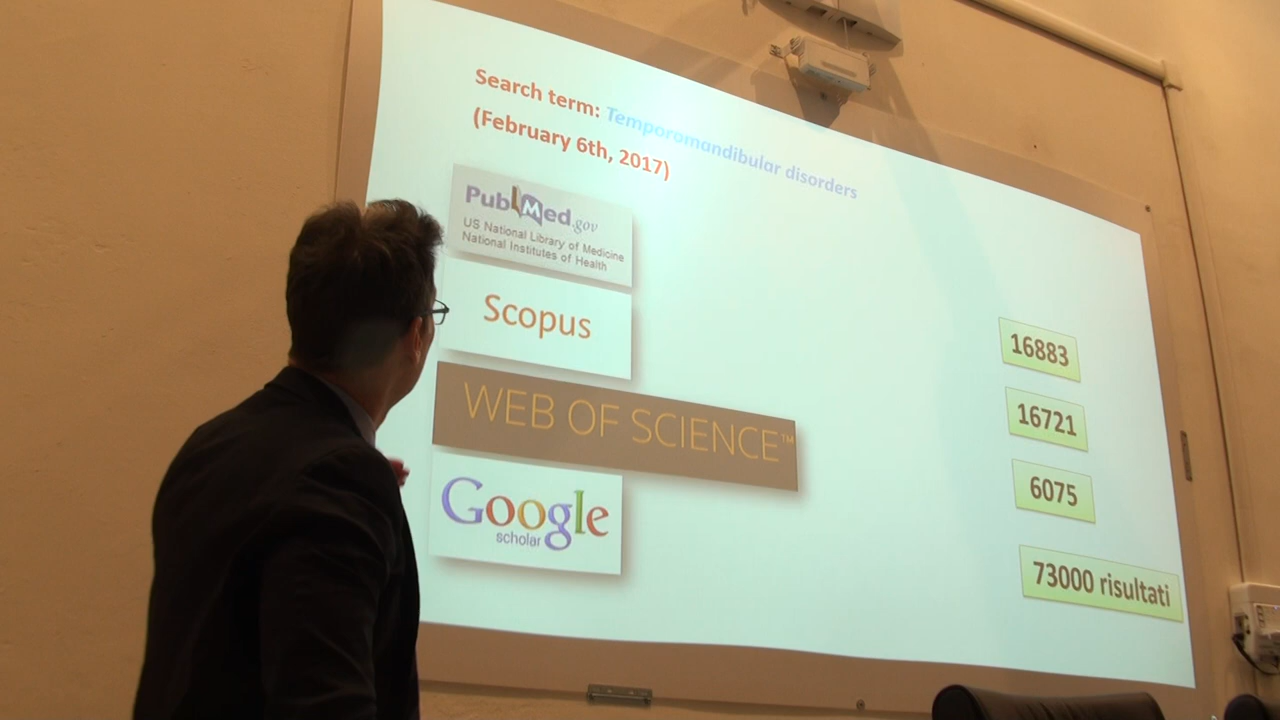 Search term: Temporomandibular disorders
(February 6th, 2017)
PubMed.gov
US National Library of Medicine
National Institutes of Health
Scopus
WEB OF SCIENCE™
Google
scholar
16883
16721
6075
73000 risultati